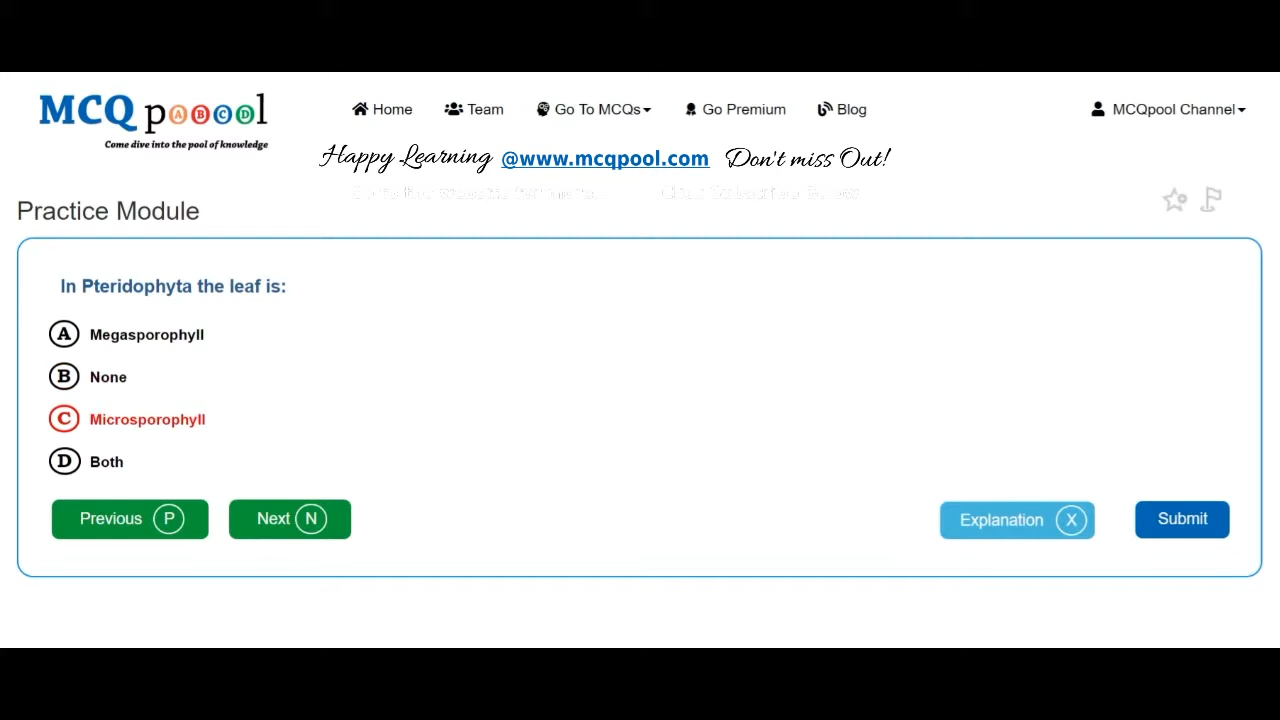 MCQ pooool
Come dive into the pool of knowledge
Home Team Go To MCQs Go Premium Blog MCQpool Channel
Happy Learning @www.mcqpool.com Don't miss Out!
Practice Module
In Pteridophyta the leaf is:
A Megasporophyll
B None
C Microsporophyll
D Both
Previous P Next N Explanation X Submit